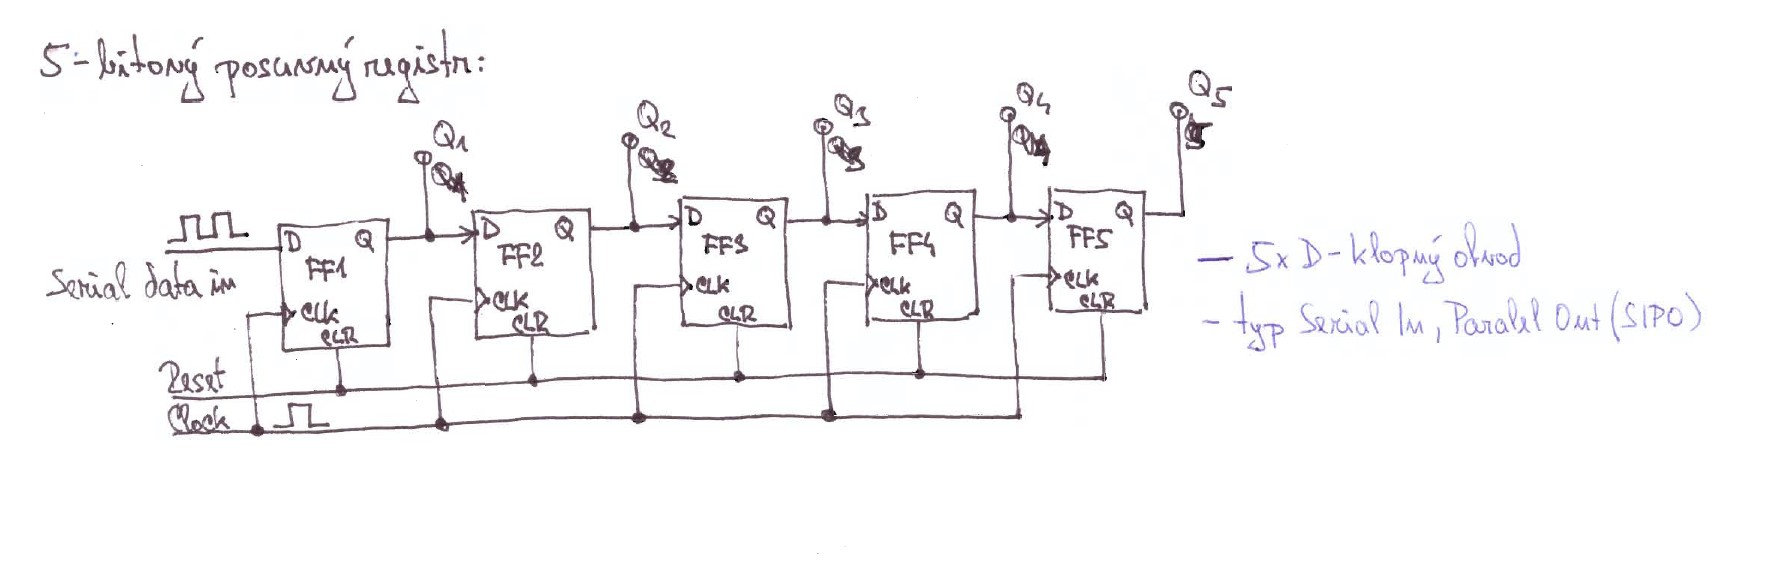 5-bitový posuvný registr:
Q1
Q2
Q3
Q4
Q5
Serial data in
D Q
FF1
CLK
CLR
D Q
FF2
CLK
CLR
D Q
FF3
CLK
CLR
D Q
FF4
CLK
CLR
D Q
FF5
CLK
CLR
Reset
Clock
- 5x D-klopný obvod
- typ Serial In, Paralel Out (SIPO)